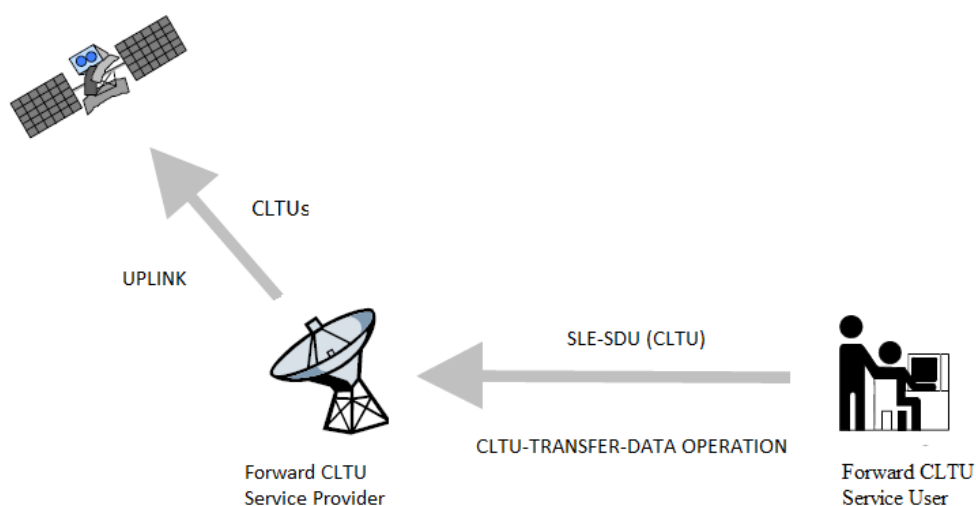 CLTUs
UPLINK
SLE-SDU (CLTU)
CLTU-TRANSFER-DATA OPERATION
Forward CLTU
Service Provider
Forward CLTU
Service User